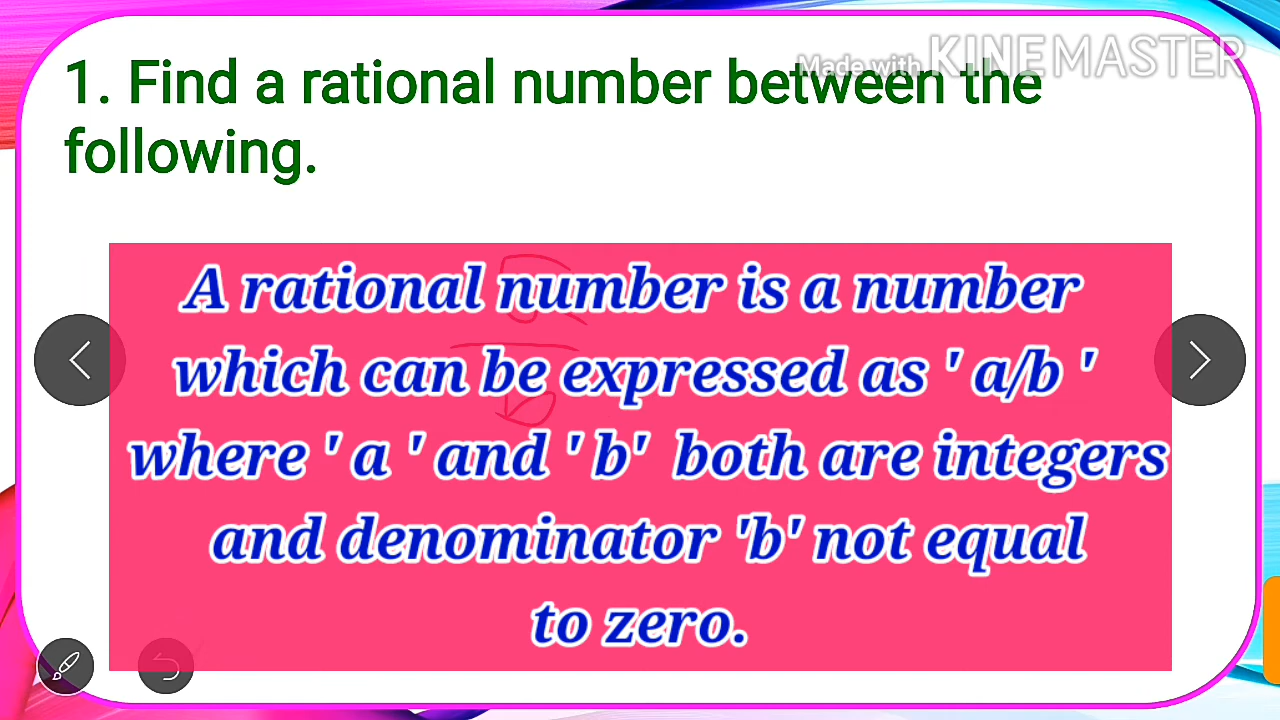 Made with KINEMASTER
1. Find a rational number between the
following.
A rational number is a number
which can be expressed as ' a/b '
where ' a ' and ' b'  both are integers
and denominator 'b' not equal
to zero.